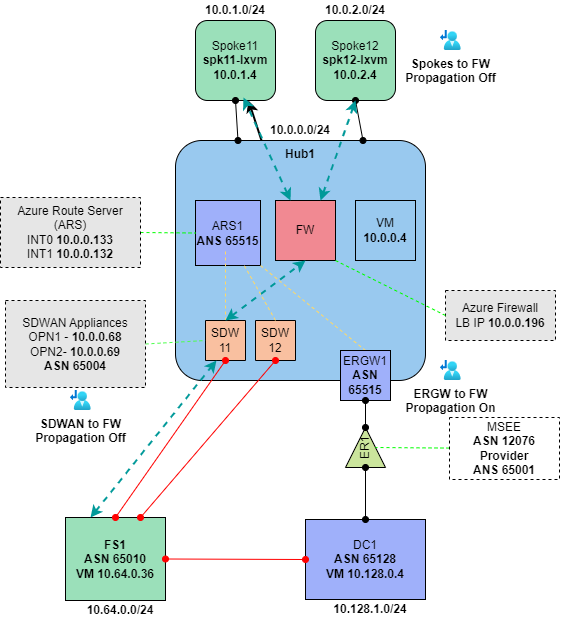 10.0.1.0/24
10.0.2.0/24
Spoke11
spk11-lxvm
10.0.1.4
Spoke12
spk12-lxvm
10.0.2.4
Spokes to FW
Propagation Off
10.0.0.0/24
Hub1
Azure Route Server
(ARS)
INT0 10.0.0.133
INT1 10.0.0.132
ARS1
ANS 65515
FW
VM
10.0.0.4
SDWAN Appliances
OPN1 - 10.0.0.68
OPN2- 10.0.0.69
ASN 65004
SDW
11
SDW
12
Azure Firewall
LB IP 10.0.0.196
ERGW1
ASN
65515
ERGW to FW
Propagation On
SDWAN to FW
Propagation Off
ER1
MSEE
ASN 12076
Provider
ANS 65001
FS1
ASN 65010
VM 10.64.0.36
DC1
ASN 65128
VM 10.128.0.4
10.64.0.0/24
10.128.1.0/24